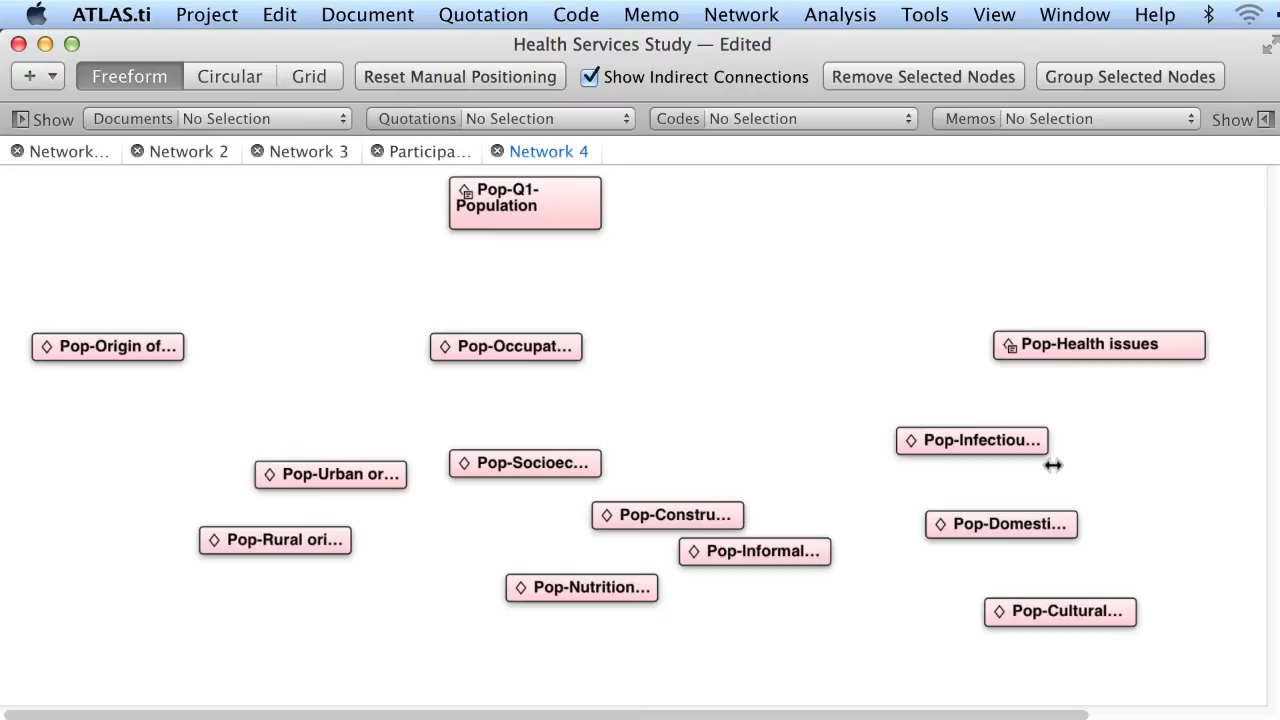 ATLAS.ti Project Edit Document Quotation Code Memo Network Analysis Tools View Window Help
Health Services Study — Edited
+ Freeform Circular Grid Reset Manual Positioning Show Indirect Connections Remove Selected Nodes Group Selected Nodes
Show Documents No Selection Quotations No Selection Codes No Selection Memos No Selection Show
Network... Network 2 Network 3 Participa... Network 4
Pop-Q1-
Population
Pop-Origin of...
Pop-Occupat...
Pop-Health issues
Pop-Infectiou...
Pop-Urban or...
Pop-Socioec...
Pop-Constru...
Pop-Domesti...
Pop-Rural ori...
Pop-Informal...
Pop-Nutrition...
Pop-Cultural...